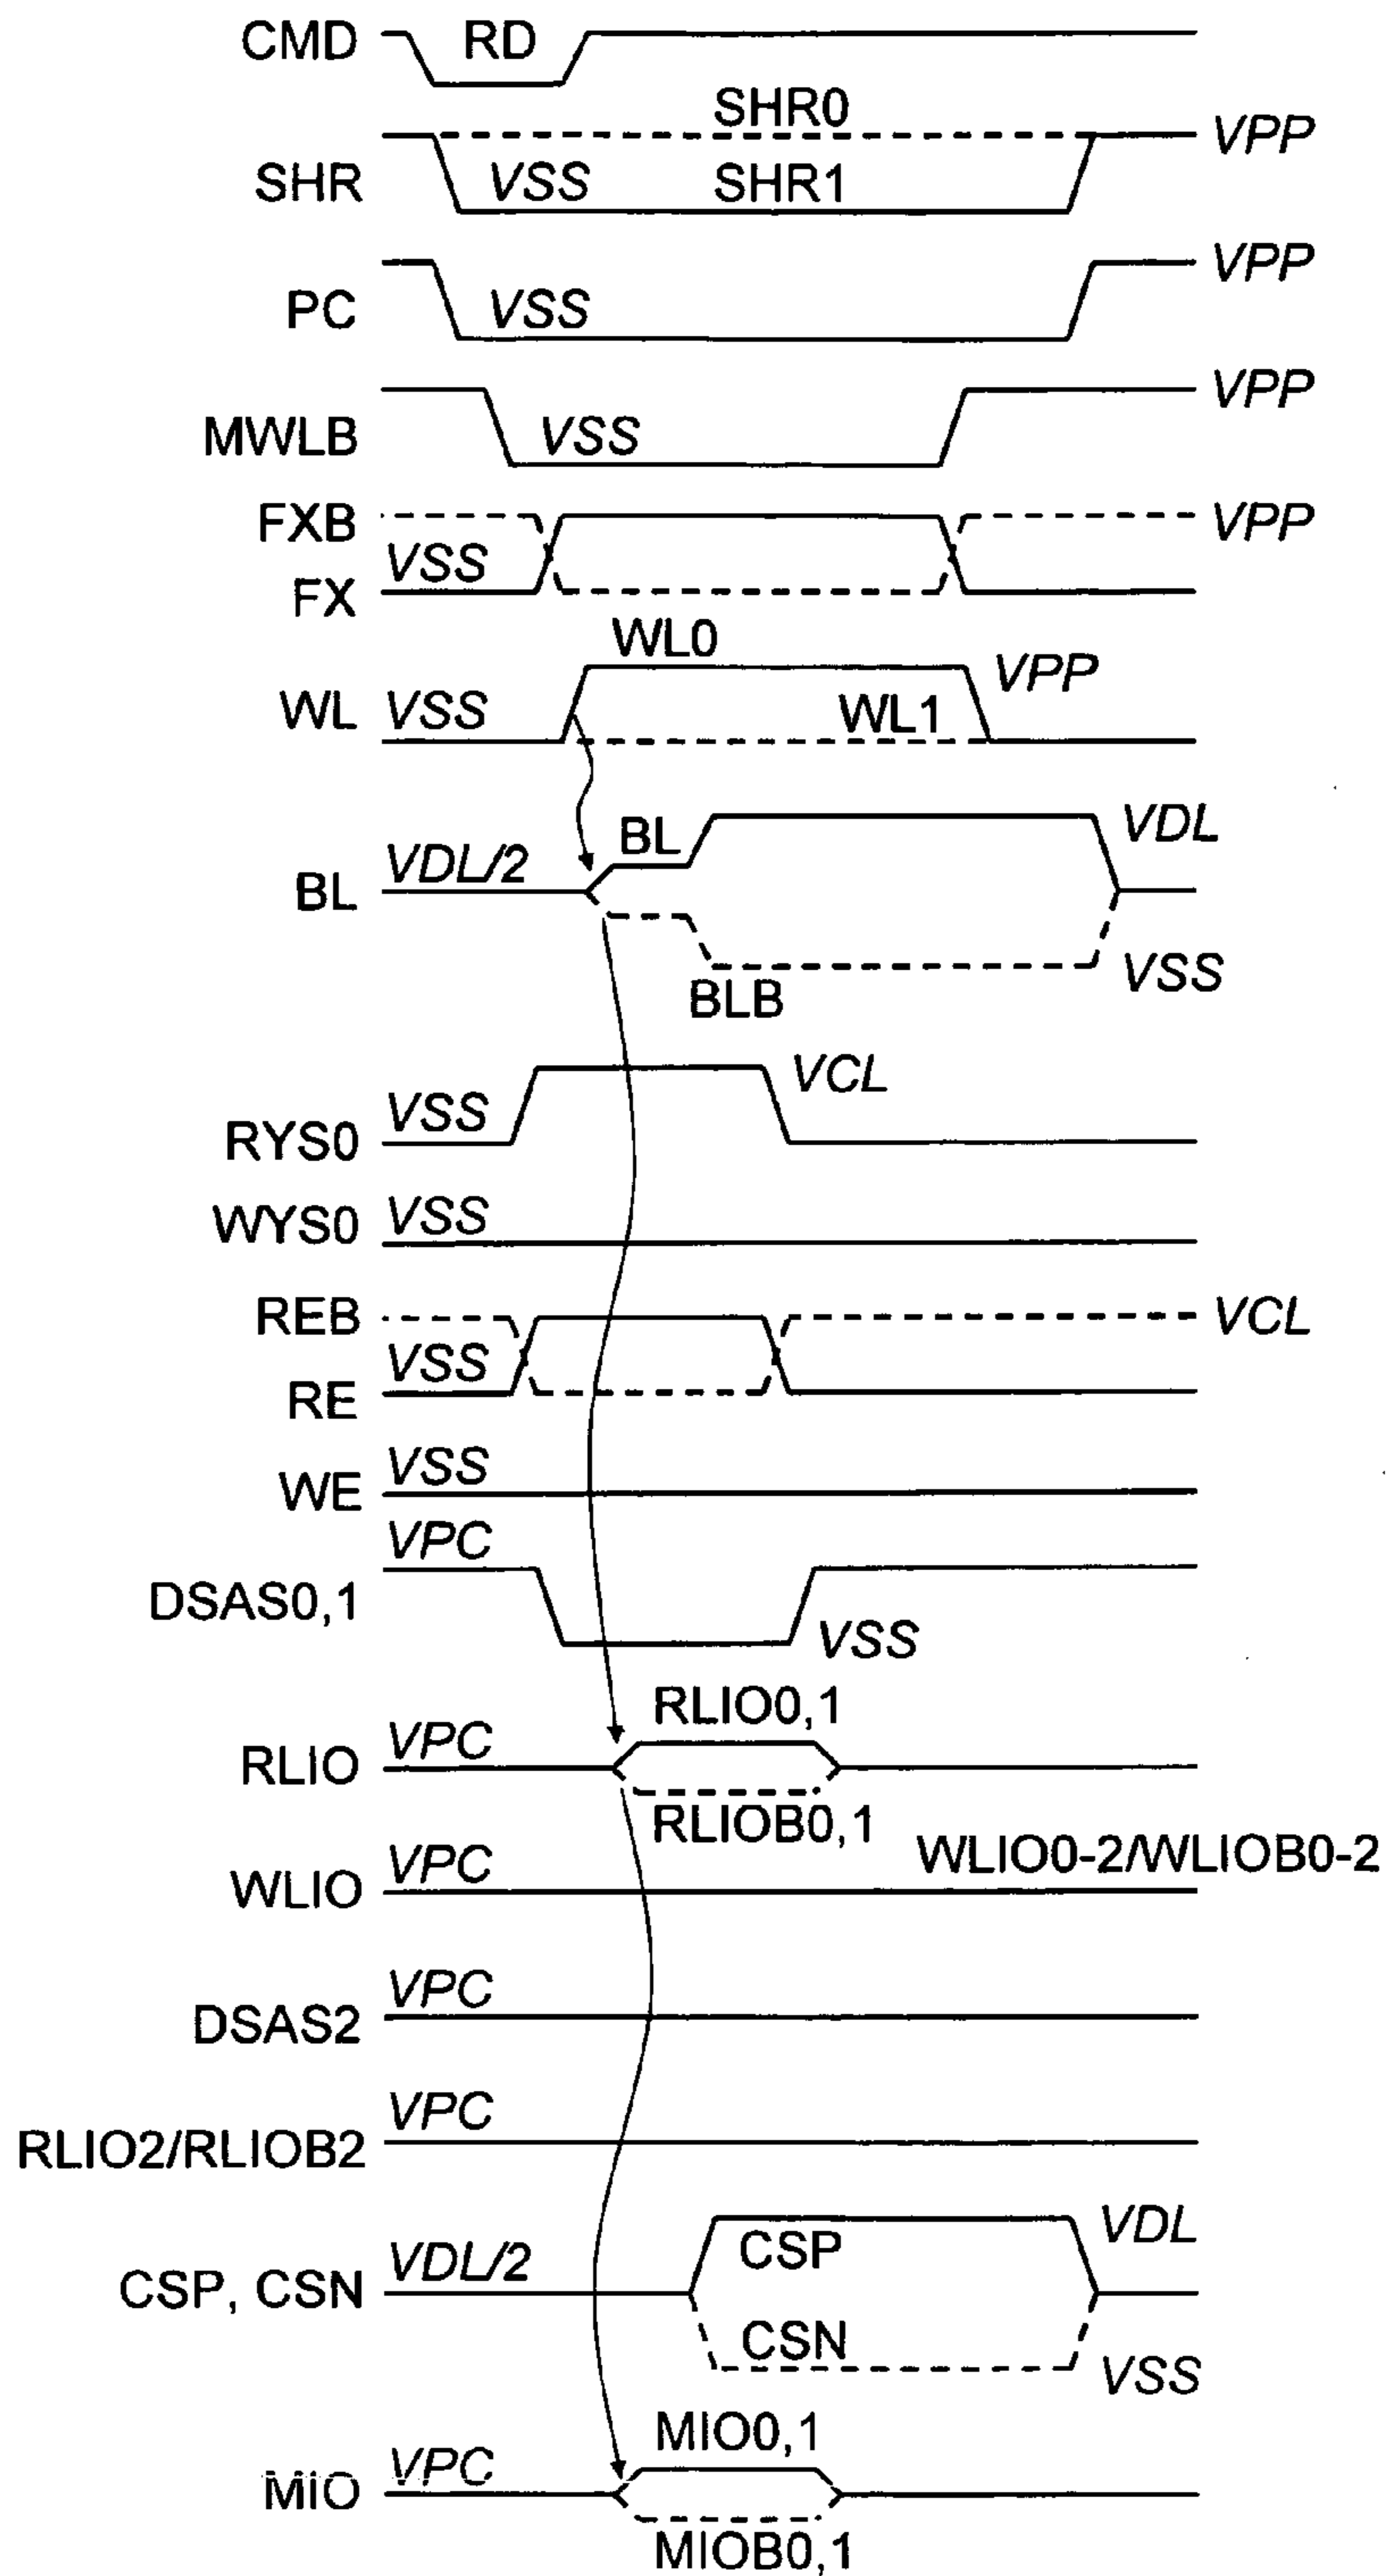 CMD RD
SHR0
VPP
SHR VSS SHR1
VPP
PC VSS
VPP
MWLB VSS
FXB VPP
VSS
FX
WL0
VPP
WL VSS WL1
VDL
BL
BL VDL/2
VSS
BLB
VCL
VSS
RYS0
WYS0 VSS
REB VCL
VSS
RE
WE VSS
VPC
DSAS0,1
VSS
RLIO0,1
RLIO VPC
RLIOB0,1
WLIO0-2/WLIOB0-2
WLIO VPC
VPC
DSAS2
VPC
RLIO2/RLIOB2
VDL
CSP
CSP, CSN VDL/2
CSN
VSS
MIO0,1
MIO VPC
MIOB0,1